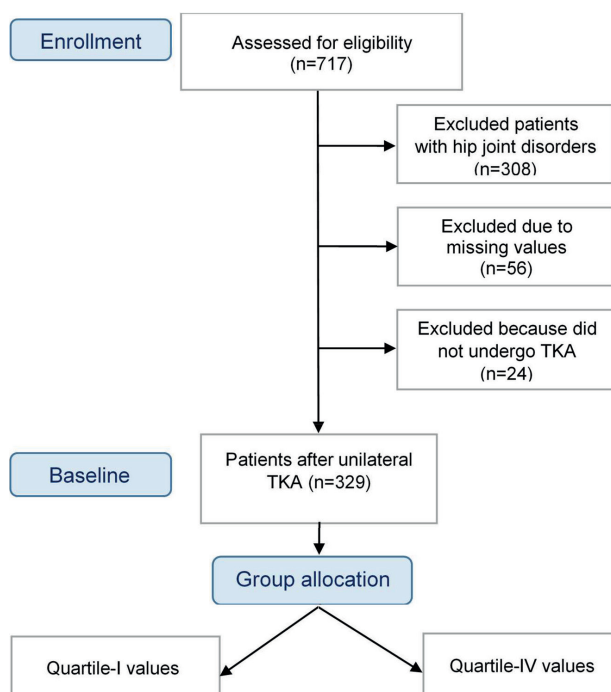 Enrollment
Assessed for eligibility
(n=717)
Excluded patients
with hip joint disorders
(n=308)
Excluded due to
missing values
(n=56)
Excluded because did
not undergo TKA
(n=24)
Baseline
Patients after unilateral
TKA (n=329)
Group allocation
Quartile-I values
Quartile-IV values